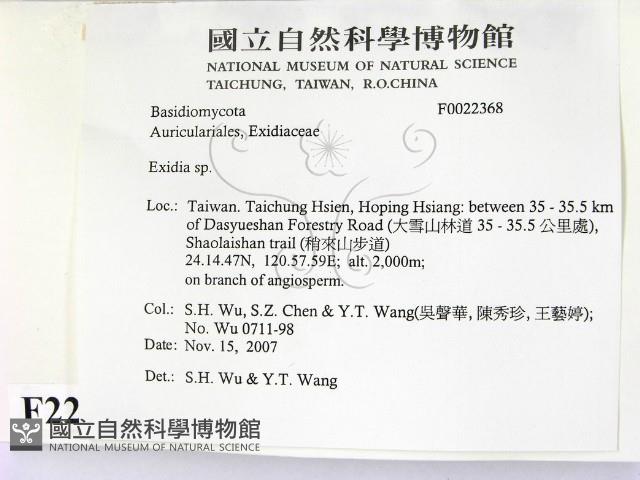 國立自然科學博物館
NATIONAL MUSEUM OF NATURAL SCIENCE
TAICHUNG, TAIWAN, R.O.CHINA
Basidiomycota F0022368
Auriculariales, Exidiaceae
Exidia sp.
Loc.: Taiwan. Taichung Hsien, Hoping Hsiang: between 35 - 35.5 km
of Dasyueshan Forestry Road (大雪山林道 35 - 35.5 公里處),
Shaolaishan trail (稍來山步道)
24.14.47N, 120.57.59E; alt. 2,000m;
on branch of angiosperm.
Col.: S.H. Wu, S.Z. Chen & Y.T. Wang(吳聲華, 陳秀珍, 王藝婷);
No. Wu 0711-98
Date: Nov. 15, 2007
Det.: S.H. Wu & Y.T. Wang
F22
國立自然科學博物館
NATIONAL MUSEUM OF NATURAL SCIENCE